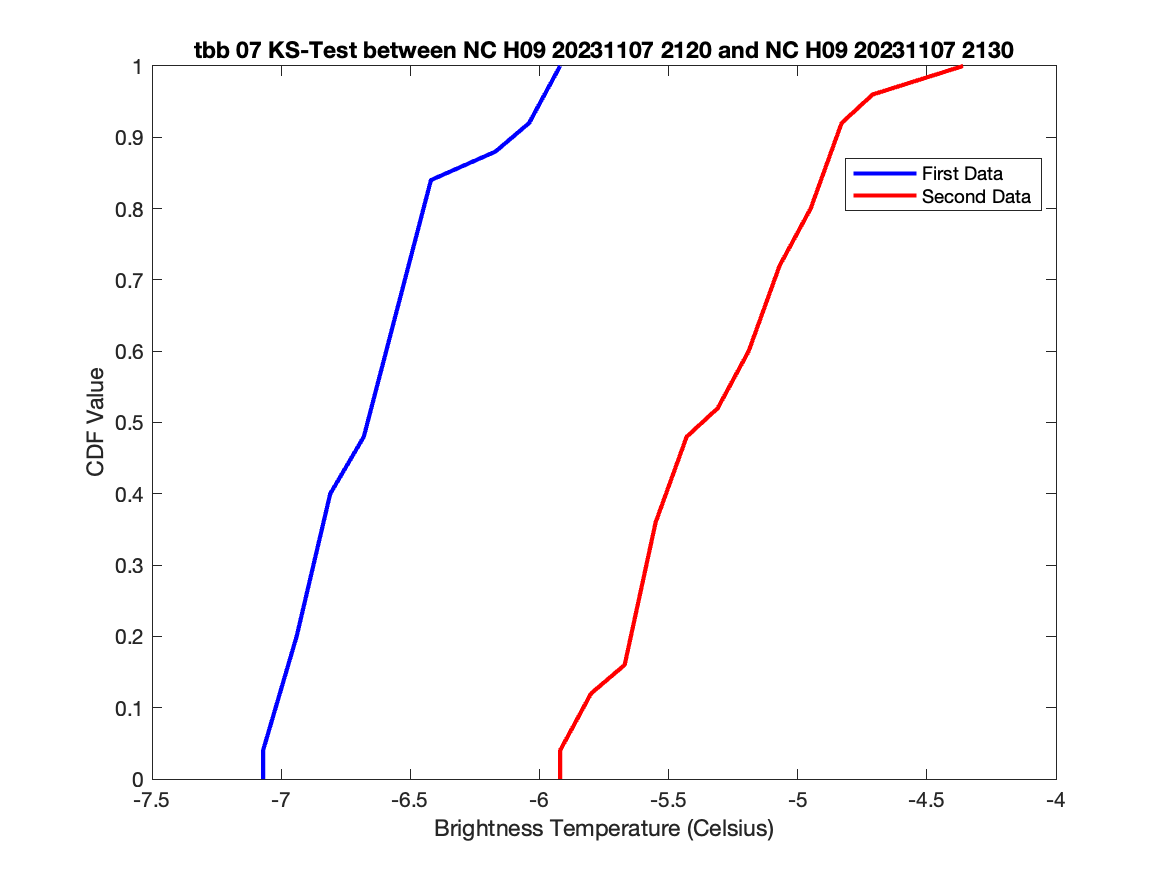 tbb 07 KS-Test between NC H09 20231107 2120 and NC H09 20231107 2130
1
0.9
0.8
0.7
0.6
0.5
0.4
0.3
0.2
0.1
0
CDF Value
First Data
Second Data
-7.5 -7 -6.5 -6 -5.5 -5 -4.5 -4
Brightness Temperature (Celsius)